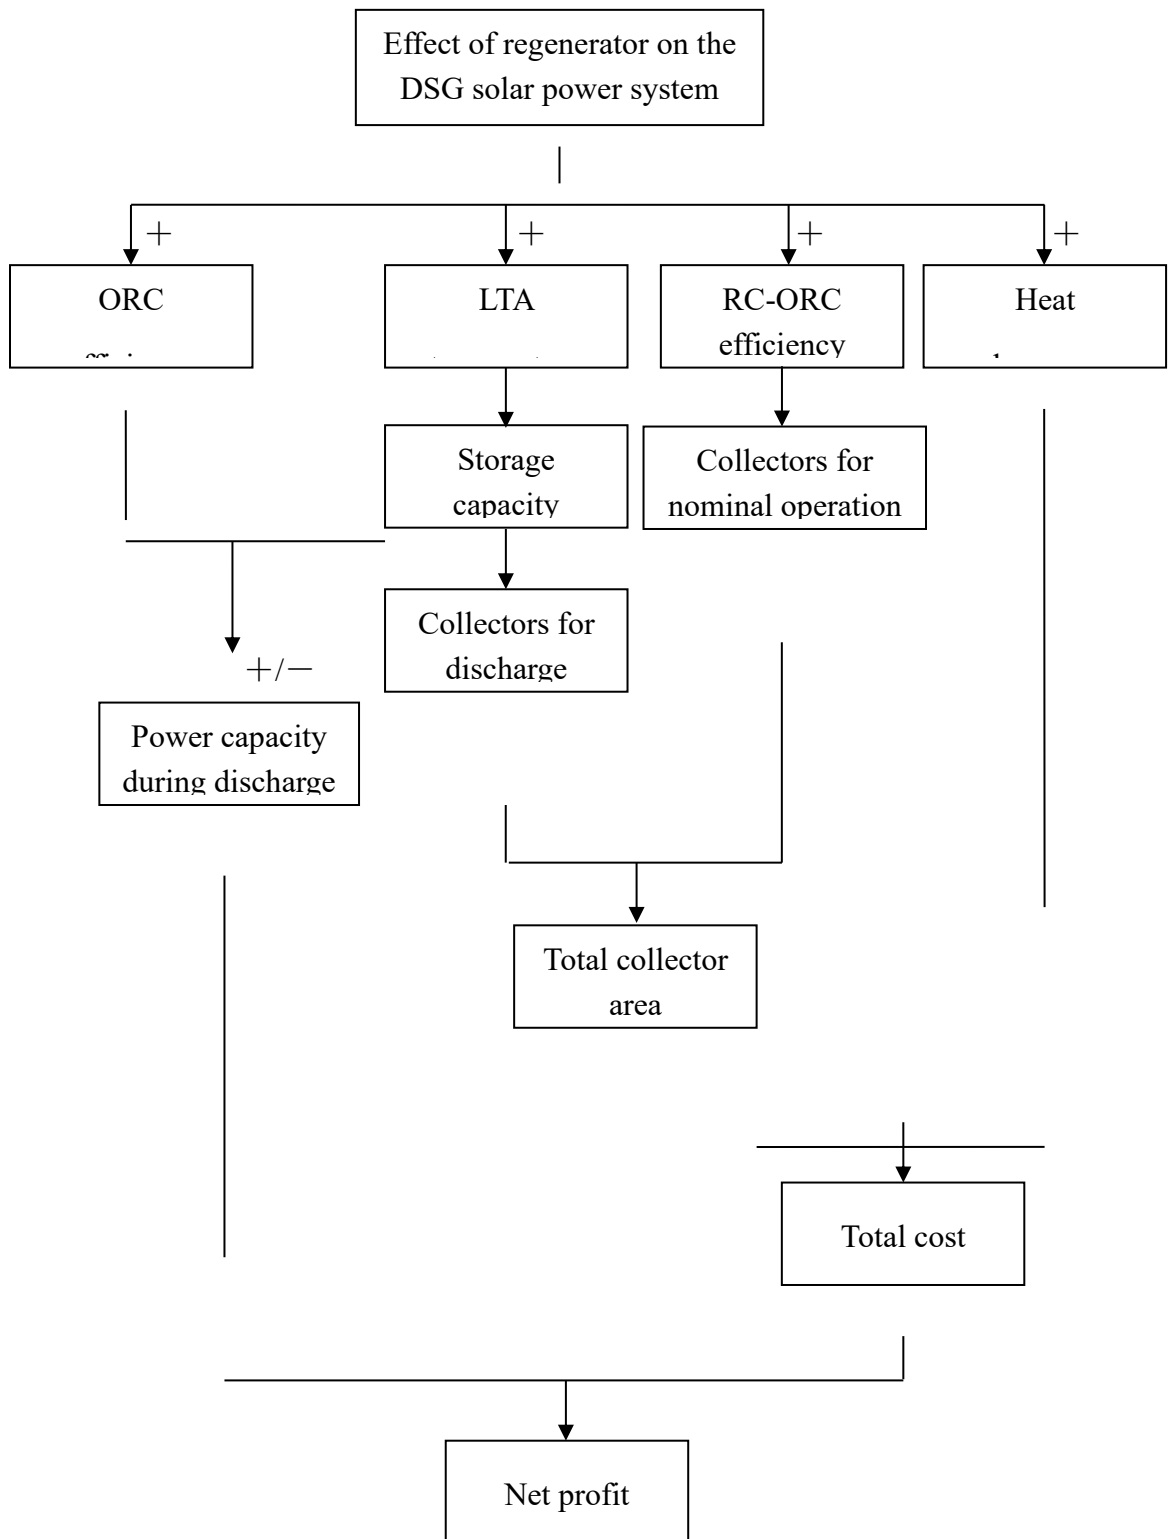 Effect of regenerator on the
DSG solar power system
+
+
+
+
ORC
LTA
RC-ORC
efficiency
Heat
Storage
capacity
Collectors for
nominal operation
Collectors for
discharge
+/−
Power capacity
during discharge
Total collector
area
Total cost
Net profit